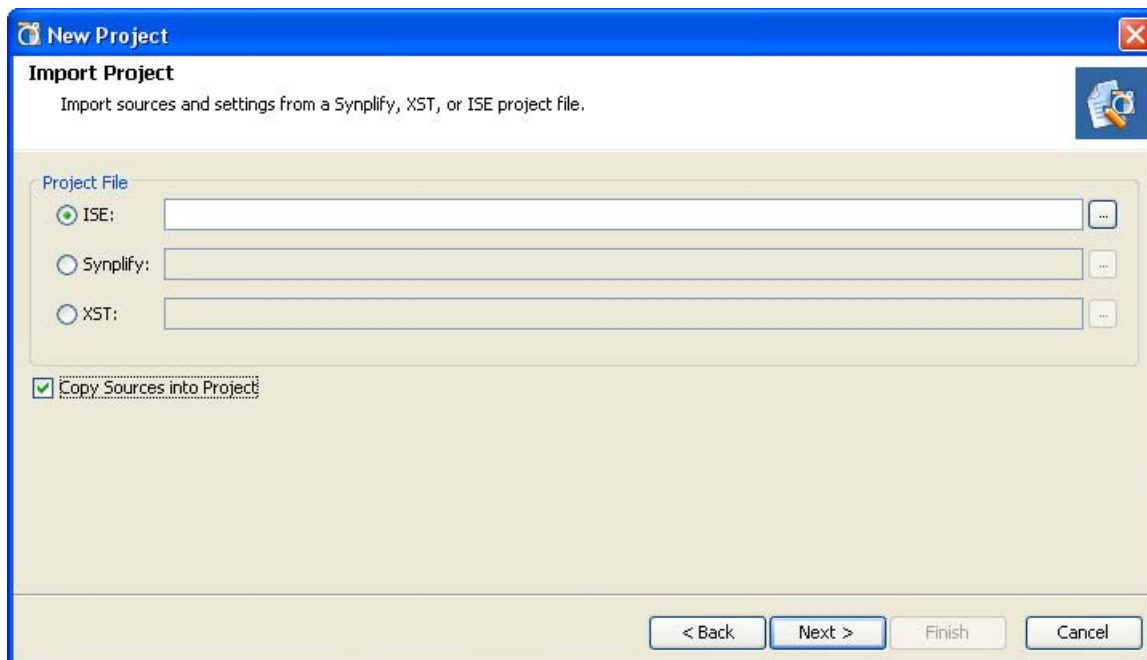 New Project
Import Project
Import sources and settings from a Synplify, XST, or ISE project file.
Project File
ISE:
...
Synplify:
...
XST:
...
Copy Sources into Project
< Back Next > Finish Cancel